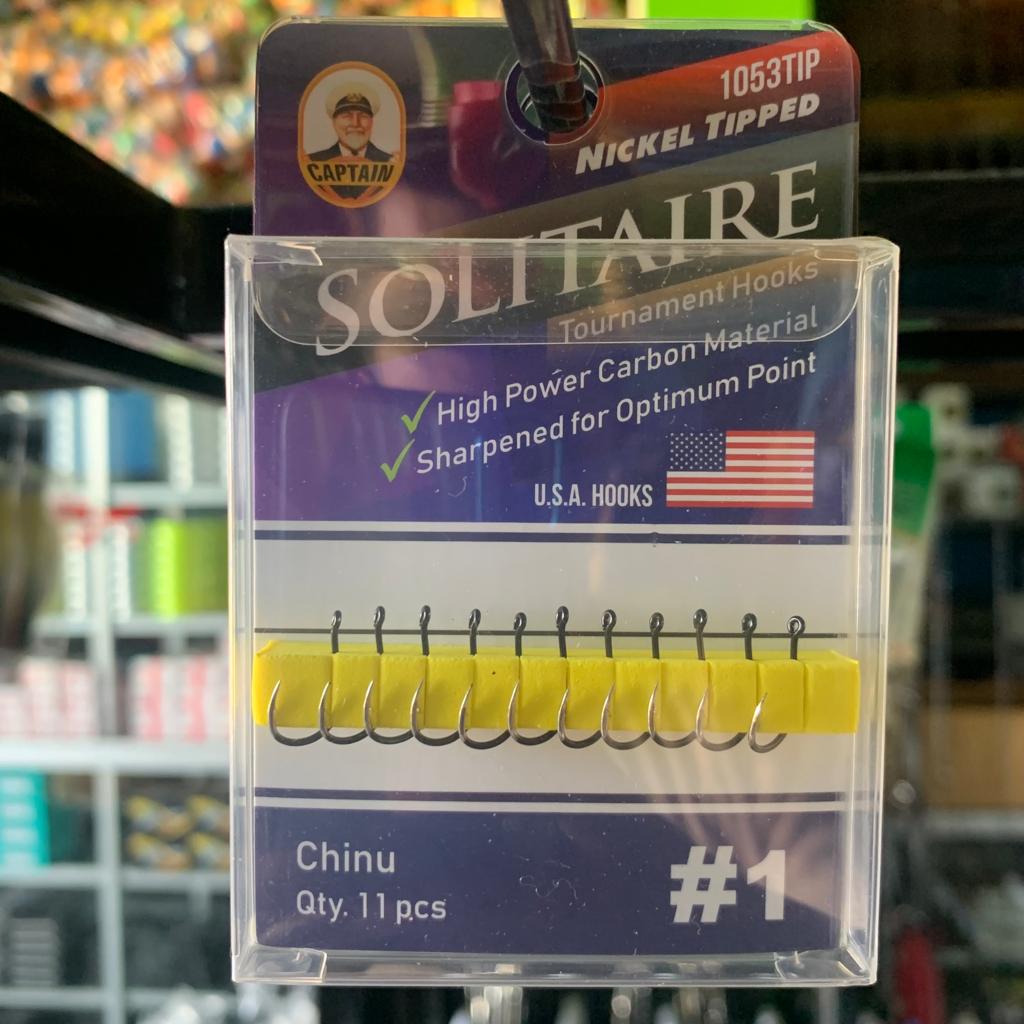 CAPTAIN
1053TIP
NICKEL TIPPED
SOLITAIRE
Tournament Hooks
High Power Carbon Material
Sharpened for Optimum Point
U.S.A. HOOKS
Chinu
Qty. 11 pcs
#1